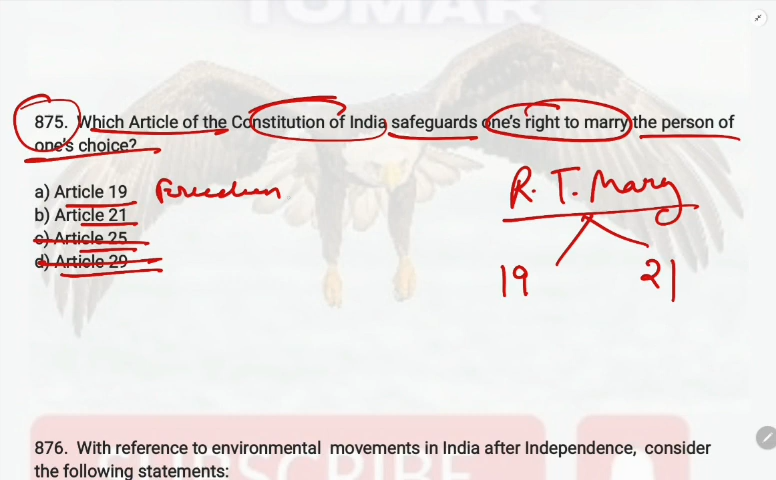 TOMAR
875. Which Article of the Constitution of India safeguards one's right to marry the person of
one's choice?
a) Article 19 Freedom
b) Article 21
c) Article 25
d) Article 29
R. T. Marry
19 21
876. With reference to environmental movements in India after Independence, consider
the following statements:
SUBSCRIBE